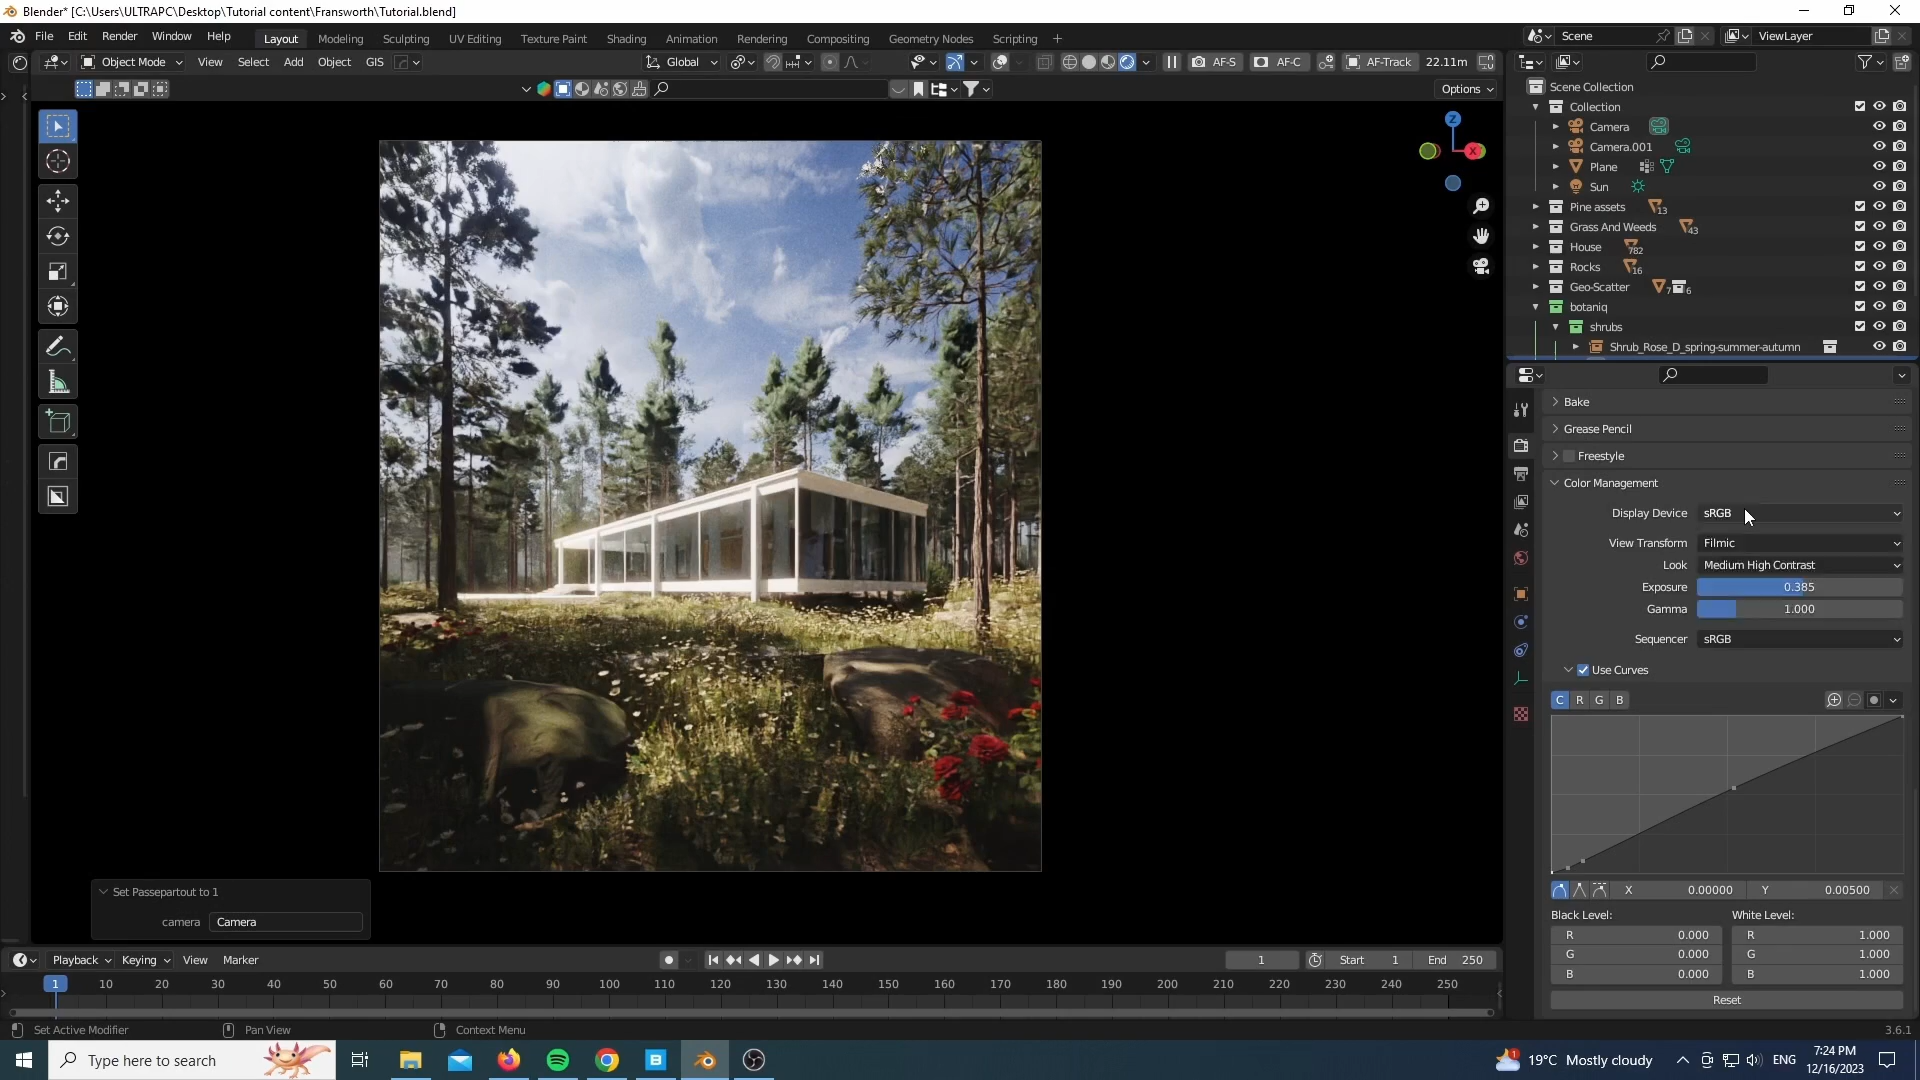 Blender* [C:\Users\ULTRAPC\Desktop\Tutorial content\Fransworth\Tutorial.blend]
File Edit Render Window Help Layout Modeling Sculpting UV Editing Texture Paint Shading Animation Rendering Compositing Geometry Nodes Scripting + Scene ViewLayer
Object Mode View Select Add Object GIS Global AF-S AF-C AF-Track 22.11m
Options
Z
X
Scene Collection
Collection
Camera
Camera.001
Plane
Sun
Pine assets 13
Grass And Weeds 43
House 782
Rocks 16
Geo-Scatter 7 6
botaniq
shrubs
Shrub_Rose_D_spring-summer-autumn
Bake
Grease Pencil
Freestyle
Color Management
Display Device sRGB
View Transform Filmic
Look Medium High Contrast
Exposure 0.385
Gamma 1.000
Sequencer sRGB
Use Curves
C R G B
X 0.00000 Y 0.00500
Black Level: White Level:
R 0.000 R 1.000
G 0.000 G 1.000
B 0.000 B 1.000
Reset
Set Passepartout to 1
camera Camera
Playback Keying View Marker 1 Start 1 End 250
1 10 20 30 40 50 60 70 80 90 100 110 120 130 140 150 160 170 180 190 200 210 220 230 240 250
Set Active Modifier Pan View Context Menu 3.6.1
Type here to search B 1 19°C Mostly cloudy ENG 7:24 PM
12/16/2023